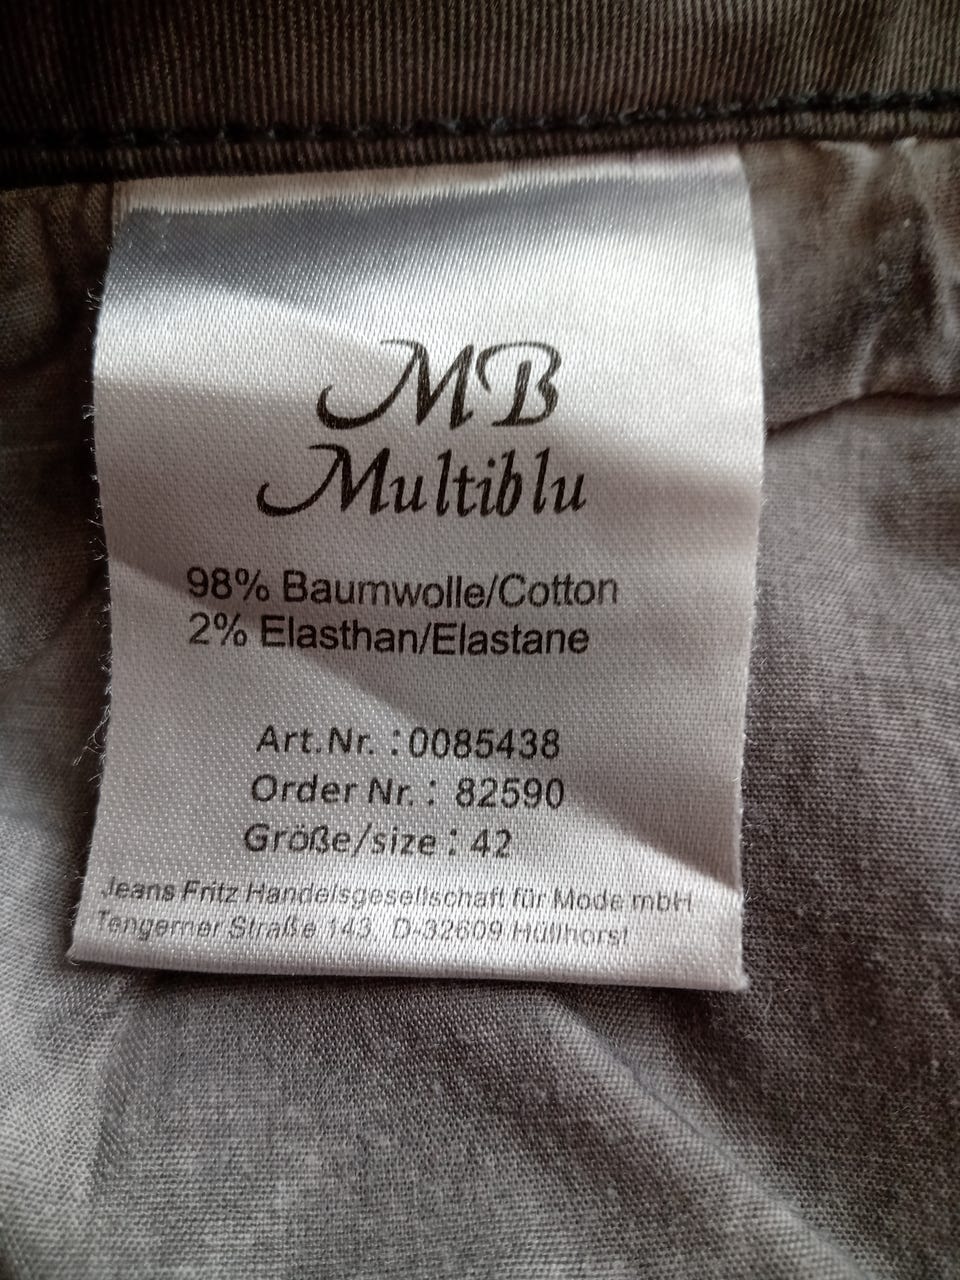 MB
Multiblu
98% Baumwolle/Cotton
2% Elasthan/Elastane
Art.Nr. :0085438
Order Nr. : 82590
Größe/size : 42
Jeans Fritz Handelsgesellschaft für Mode mbH
Tengerner Straße 143, D-32609 Hüllhorst